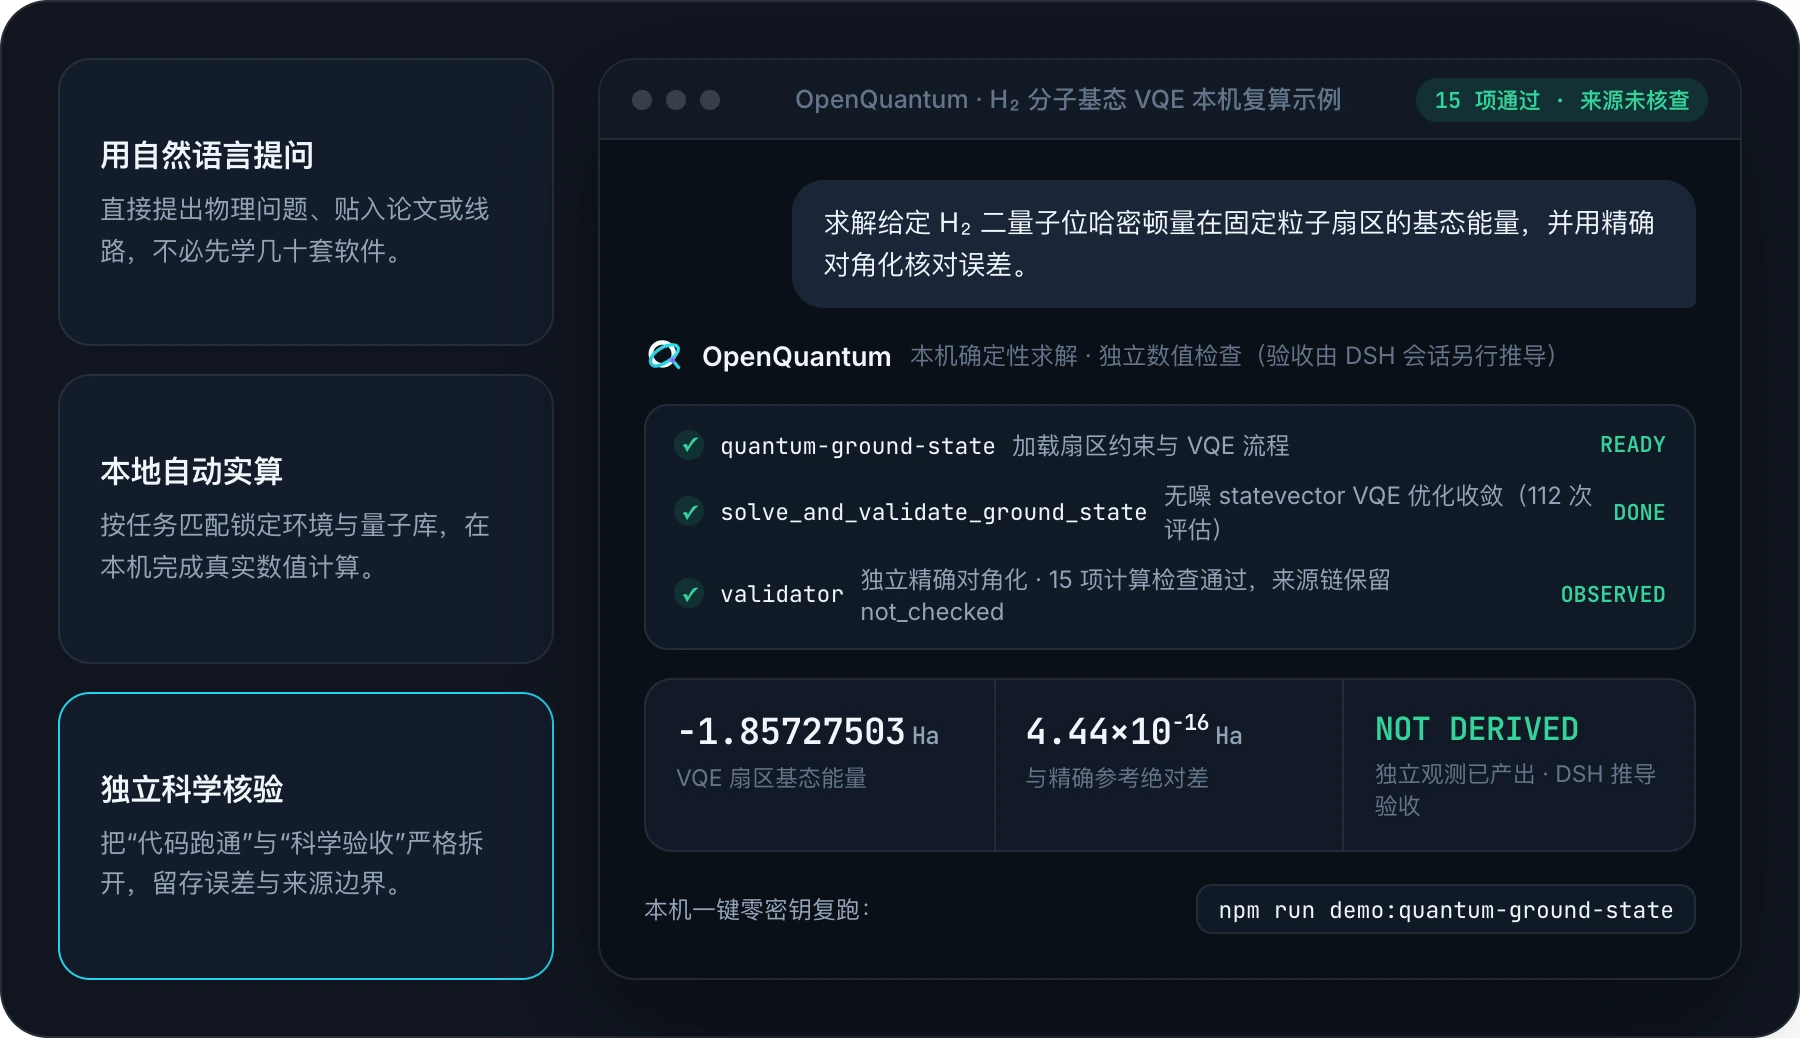 用自然语言提问
直接提出物理问题、贴入论文或线
路，不必先学几十套软件。
本地自动实算
按任务匹配锁定环境与量子库，在
本机完成真实数值计算。
独立科学核验
把“代码跑通”与“科学验收”严格拆
开，留存误差与来源边界。
OpenQuantum · H₂ 分子基态 VQE 本机复算示例
15 项通过 · 来源未核查
求解给定 H₂ 二量子位哈密顿量在固定粒子扇区的基态能量，并用精确
对角化核对误差。
OpenQuantum 本机确定性求解 · 独立数值检查（验收由 DSH 会话另行推导）
quantum-ground-state 加载扇区约束与 VQE 流程 READY
solve_and_validate_ground_state 无噪 statevector VQE 优化收敛（112 次
评估） DONE
validator 独立精确对角化 · 15 项计算检查通过，来源链保留
not_checked OBSERVED
-1.85727503 Ha
VQE 扇区基态能量
4.44×10⁻¹⁶ Ha
与精确参考绝对差
NOT DERIVED
独立观测已产出 · DSH 推导
验收
本机一键零密钥复跑：
npm run demo:quantum-ground-state